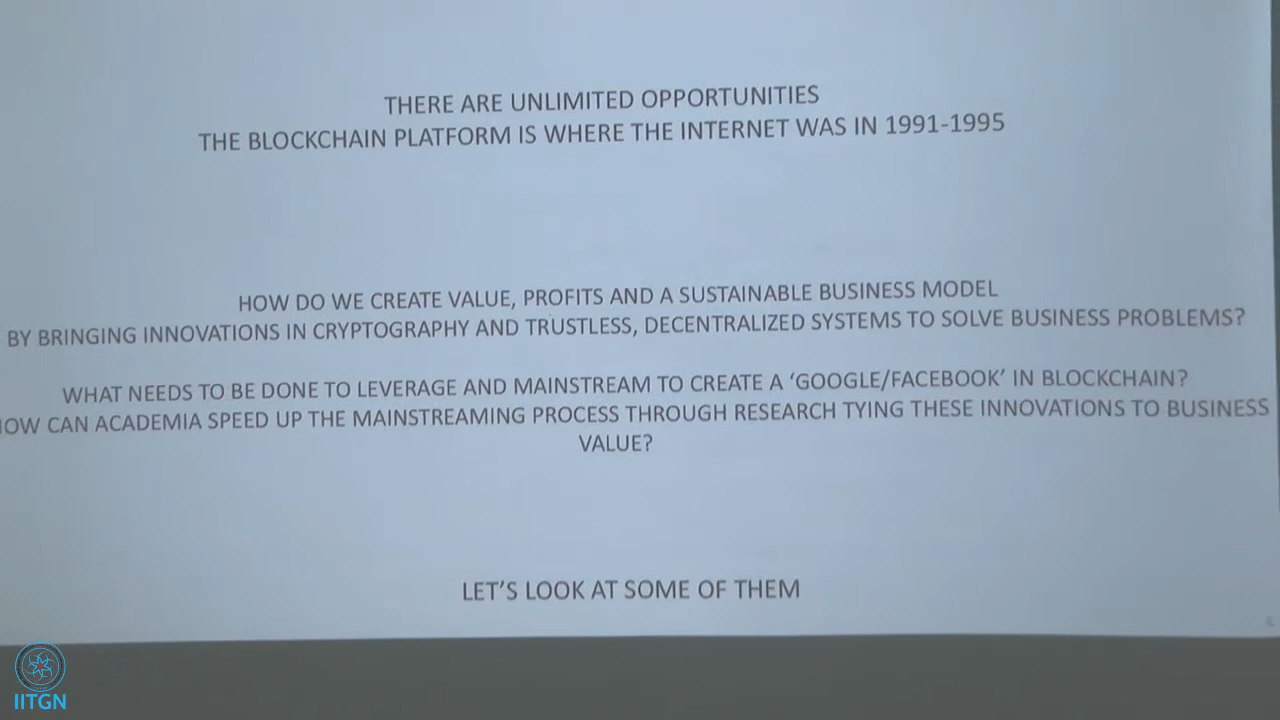 THERE ARE UNLIMITED OPPORTUNITIES
THE BLOCKCHAIN PLATFORM IS WHERE THE INTERNET WAS IN 1991-1995
HOW DO WE CREATE VALUE, PROFITS AND A SUSTAINABLE BUSINESS MODEL
BY BRINGING INNOVATIONS IN CRYPTOGRAPHY AND TRUSTLESS, DECENTRALIZED SYSTEMS TO SOLVE BUSINESS PROBLEMS?
WHAT NEEDS TO BE DONE TO LEVERAGE AND MAINSTREAM TO CREATE A ‘GOOGLE/FACEBOOK’ IN BLOCKCHAIN?
OW CAN ACADEMIA SPEED UP THE MAINSTREAMING PROCESS THROUGH RESEARCH TYING THESE INNOVATIONS TO BUSINESS
VALUE?
LET’S LOOK AT SOME OF THEM
IITGN